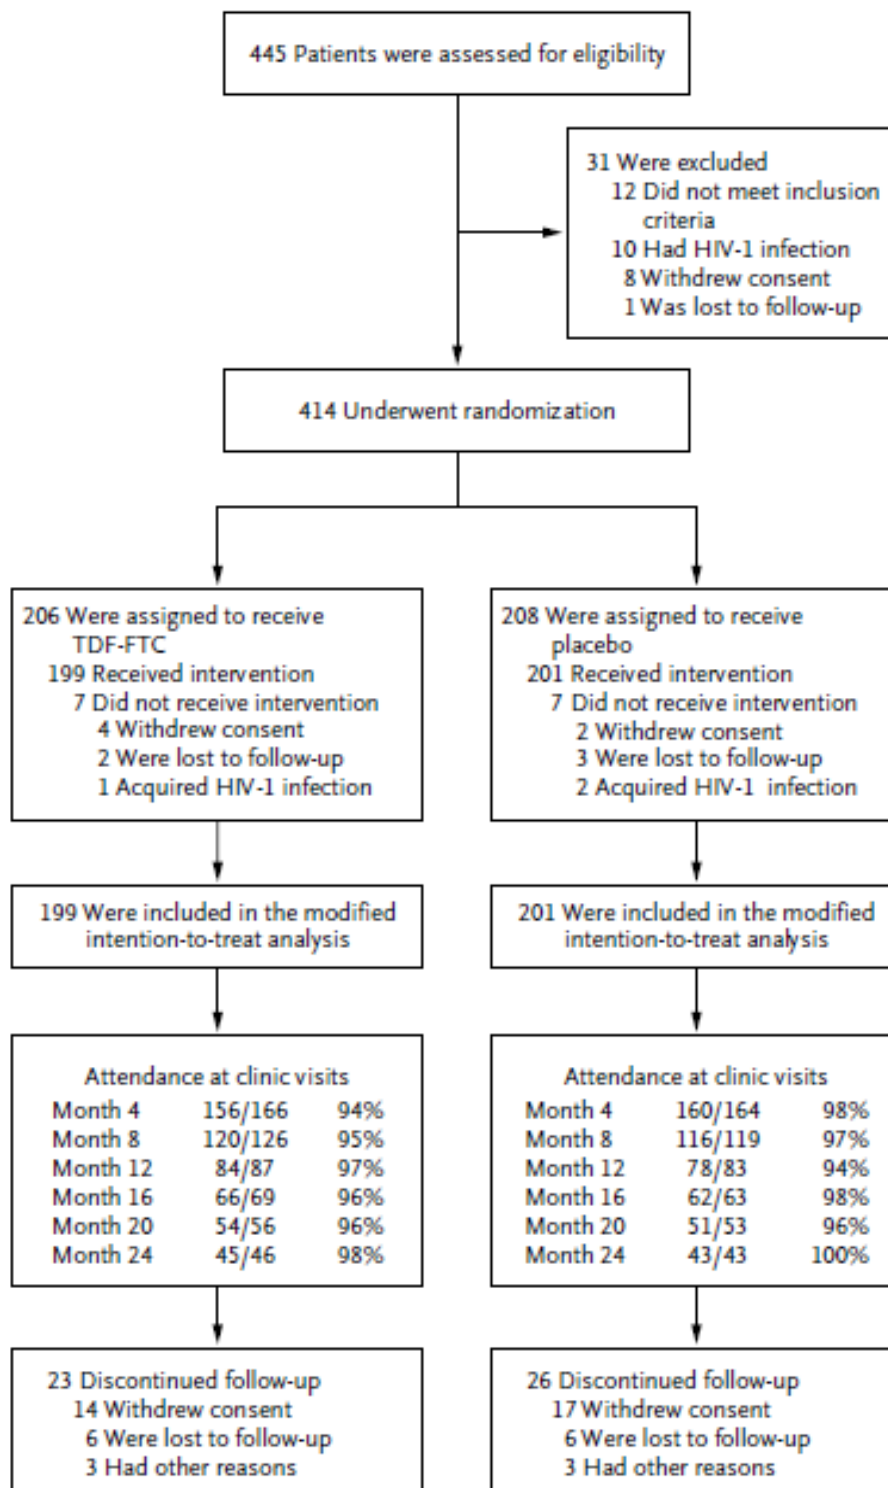 445 Patients were assessed for eligibility
31 Were excluded
12 Did not meet inclusion
criteria
10 Had HIV-1 infection
8 Withdrew consent
1 Was lost to follow-up
414 Underwent randomization
206 Were assigned to receive
TDF-FTC
199 Received intervention
7 Did not receive intervention
4 Withdrew consent
2 Were lost to follow-up
1 Acquired HIV-1 infection
208 Were assigned to receive
placebo
201 Received intervention
7 Did not receive intervention
2 Withdrew consent
3 Were lost to follow-up
2 Acquired HIV-1 infection
199 Were included in the modified
intention-to-treat analysis
201 Were included in the modified
intention-to-treat analysis
Attendance at clinic visits
Month 4 156/166 94%
Month 8 120/126 95%
Month 12 84/87 97%
Month 16 66/69 96%
Month 20 54/56 96%
Month 24 45/46 98%
Attendance at clinic visits
Month 4 160/164 98%
Month 8 116/119 97%
Month 12 78/83 94%
Month 16 62/63 98%
Month 20 51/53 96%
Month 24 43/43 100%
23 Discontinued follow-up
14 Withdrew consent
6 Were lost to follow-up
3 Had other reasons
26 Discontinued follow-up
17 Withdrew consent
6 Were lost to follow-up
3 Had other reasons